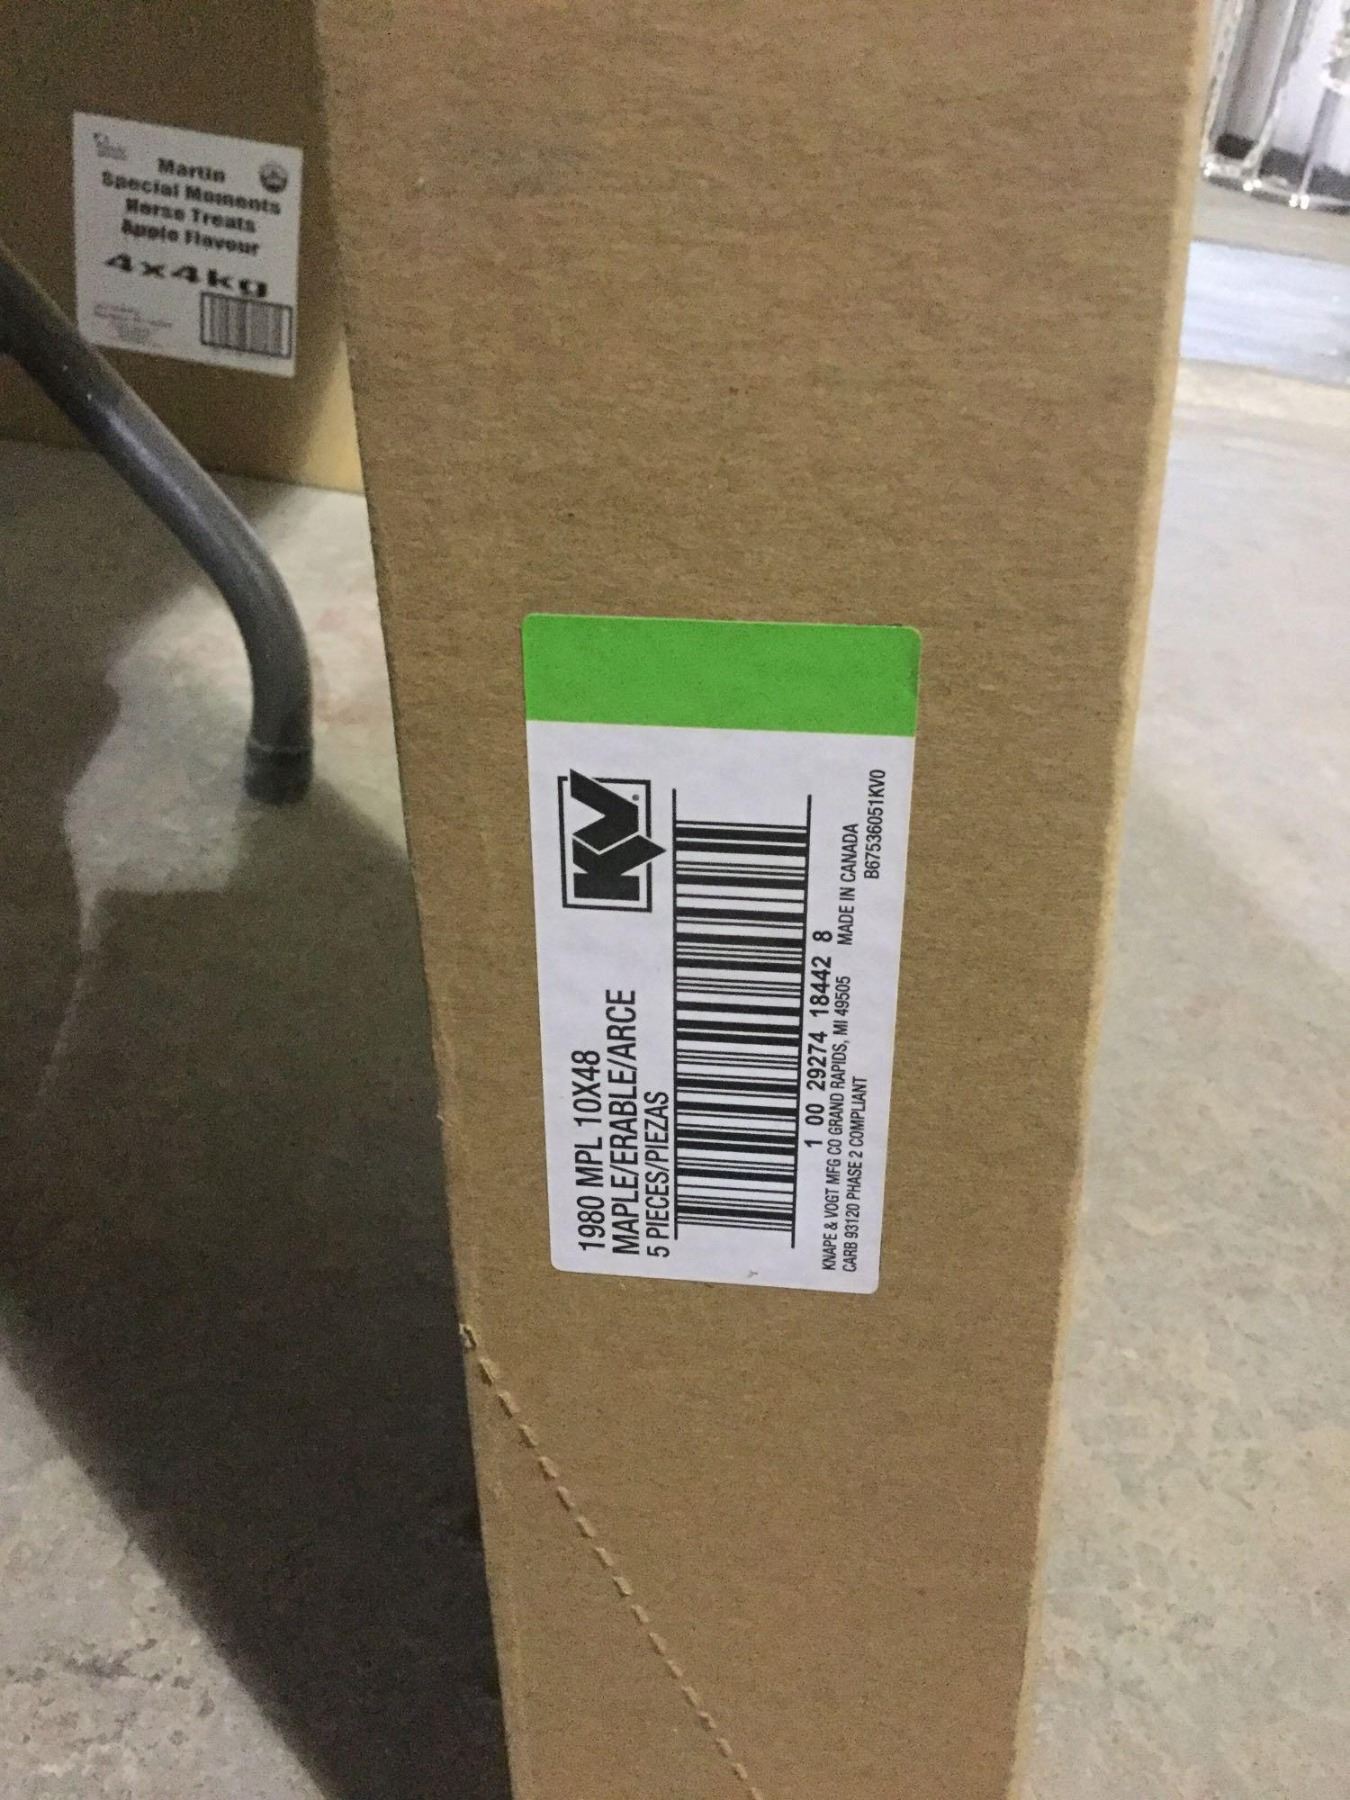 Martin
Special Moments
Horse Treats
Apple Flavour
4x4kg
KV
1980 MPL 10X48
MAPLE/ERABLE/ARCE
5 PIECES/PIEZAS
1 00 29274 18442 8
KNAPE & VOGT MFG CO GRAND RAPIDS, MI 49505 MADE IN CANADA
CARB 93120 PHASE 2 COMPLIANT B67536051KV0